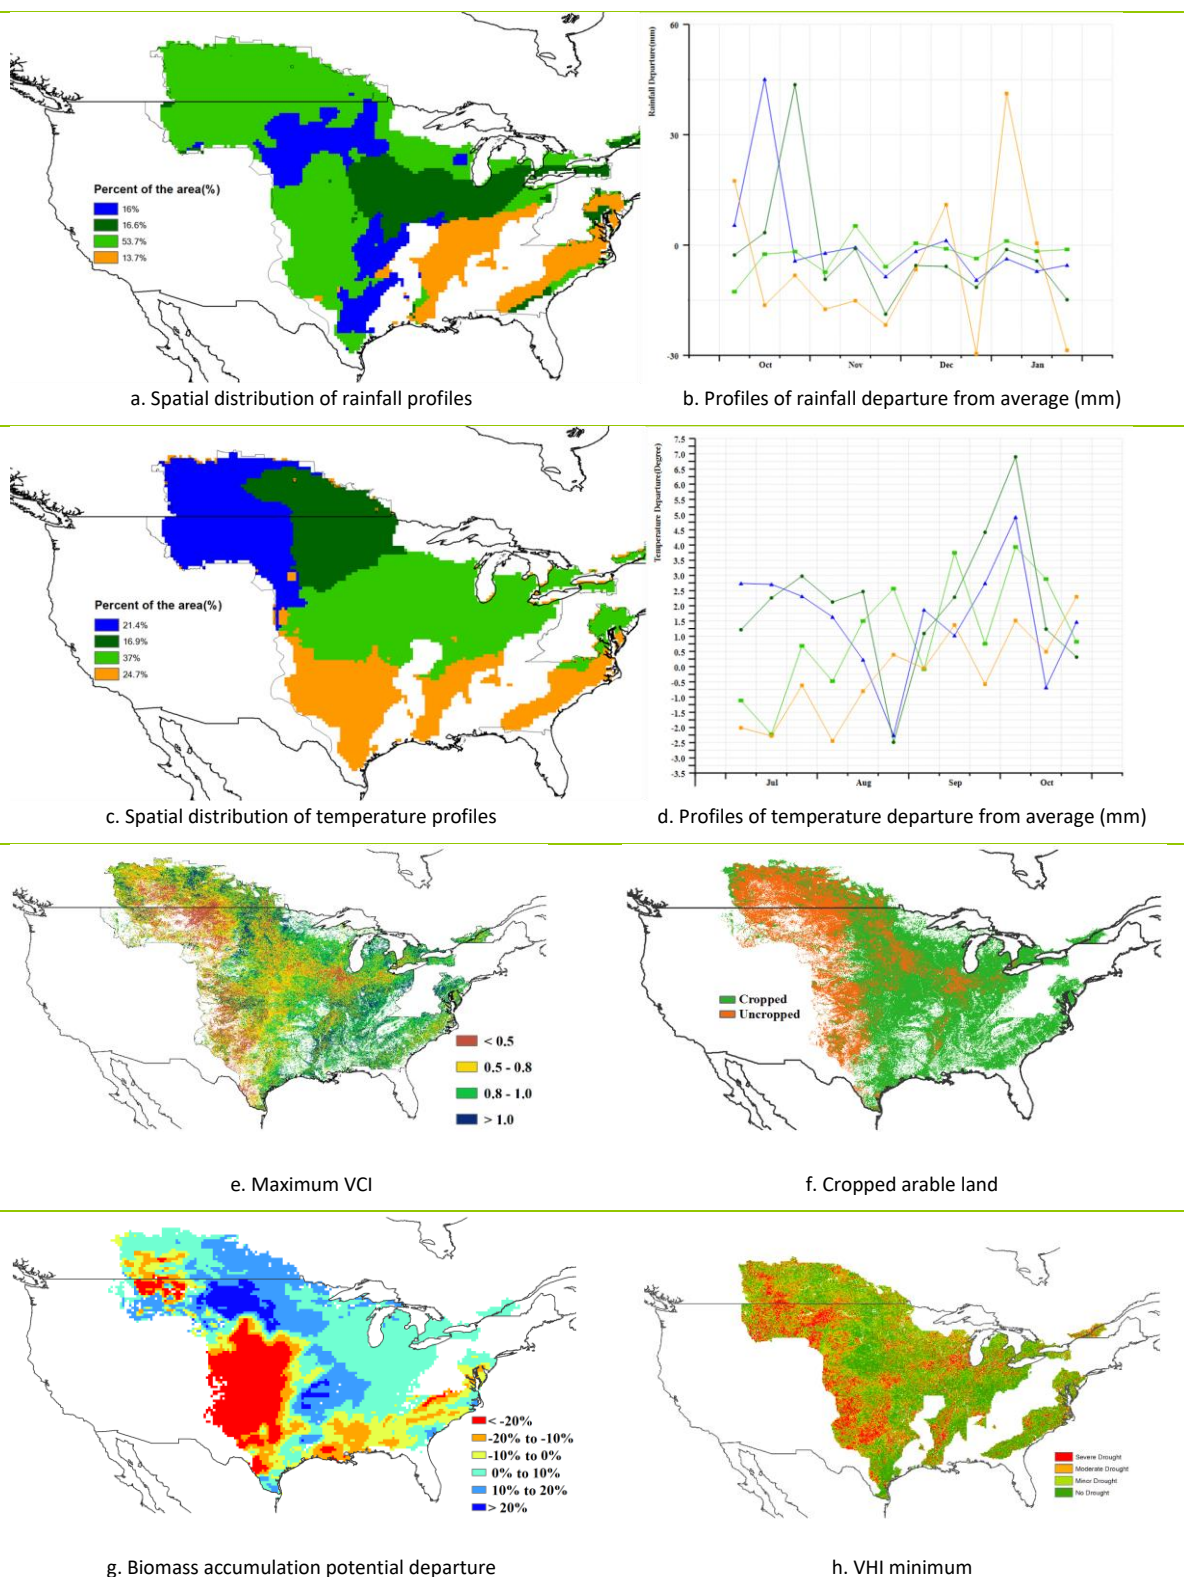 Percent of the area(%)
16%
16.6%
53.7%
13.7%
a. Spatial distribution of rainfall profiles
Rainfall Departure(mm)
60
30
0
-30
Oct
Nov
Dec
Jan
b. Profiles of rainfall departure from average (mm)
Percent of the area(%)
21.4%
16.9%
37%
24.7%
c. Spatial distribution of temperature profiles
Temperature Departure(Degree)
7.5
7.0
6.5
6.0
5.5
5.0
4.5
4.0
3.5
3.0
2.5
2.0
1.5
1.0
0.5
0.0
-0.5
-1.0
-1.5
-2.0
-2.5
-3.0
-3.5
Jul
Aug
Sep
Oct
d. Profiles of temperature departure from average (mm)
< 0.5
0.5 - 0.8
0.8 - 1.0
> 1.0
e. Maximum VCI
Cropped
Uncropped
f. Cropped arable land
< -20%
-20% to -10%
-10% to 0%
0% to 10%
10% to 20%
> 20%
g. Biomass accumulation potential departure
Severe Drought
Moderate Drought
Minor Drought
No Drought
h. VHI minimum